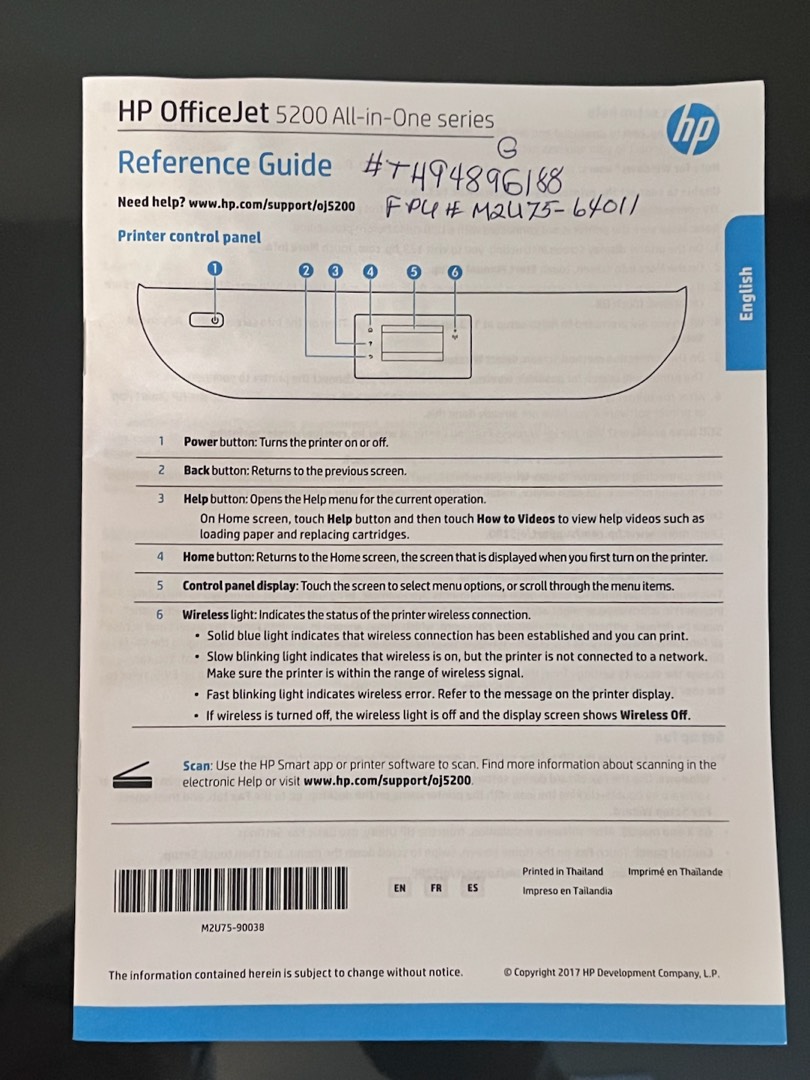 HP OfficeJet 5200 All-in-One series
hp
G
Reference Guide #T494896188
Need help? www.hp.com/support/oj5200 FPU# M2U75-64011
Printer control panel
English
1 2 3 4 5 6
1 Power button: Turns the printer on or off.
2 Back button: Returns to the previous screen.
3 Help button: Opens the Help menu for the current operation.
On Home screen, touch Help button and then touch How to Videos to view help videos such as
loading paper and replacing cartridges.
4 Home button: Returns to the Home screen, the screen that is displayed when you first turn on the printer.
5 Control panel display: Touch the screen to select menu options, or scroll through the menu items.
6 Wireless light: Indicates the status of the printer wireless connection.
• Solid blue light indicates that wireless connection has been established and you can print.
• Slow blinking light indicates that wireless is on, but the printer is not connected to a network.
Make sure the printer is within the range of wireless signal.
• Fast blinking light indicates wireless error. Refer to the message on the printer display.
• If wireless is turned off, the wireless light is off and the display screen shows Wireless Off.
Scan: Use the HP Smart app or printer software to scan. Find more information about scanning in the
electronic Help or visit www.hp.com/support/oj5200.
M2U75-90038
EN FR ES
Printed in Thailand Imprimé en Thaïlande
Impreso en Tailandia
The information contained herein is subject to change without notice. © Copyright 2017 HP Development Company, L.P.